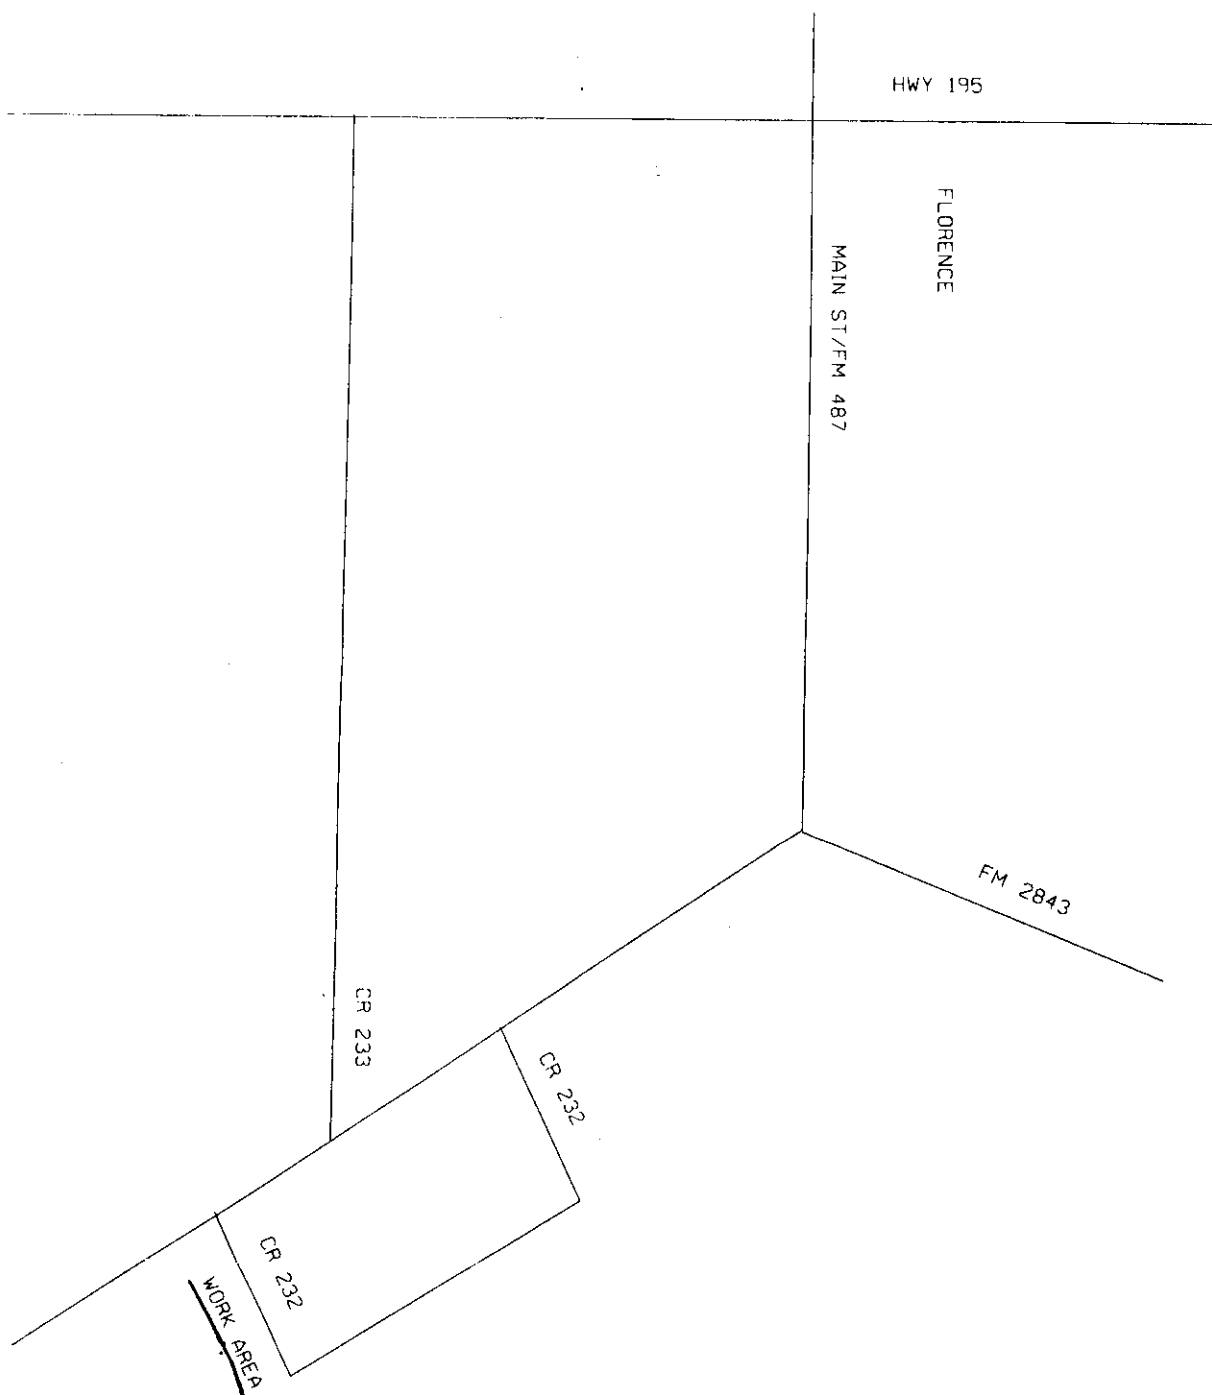 HWY 195
FLORENCE
MAIN ST/FM 487
FM 2843
CR 233
CR 232
CR 232
WORK AREA